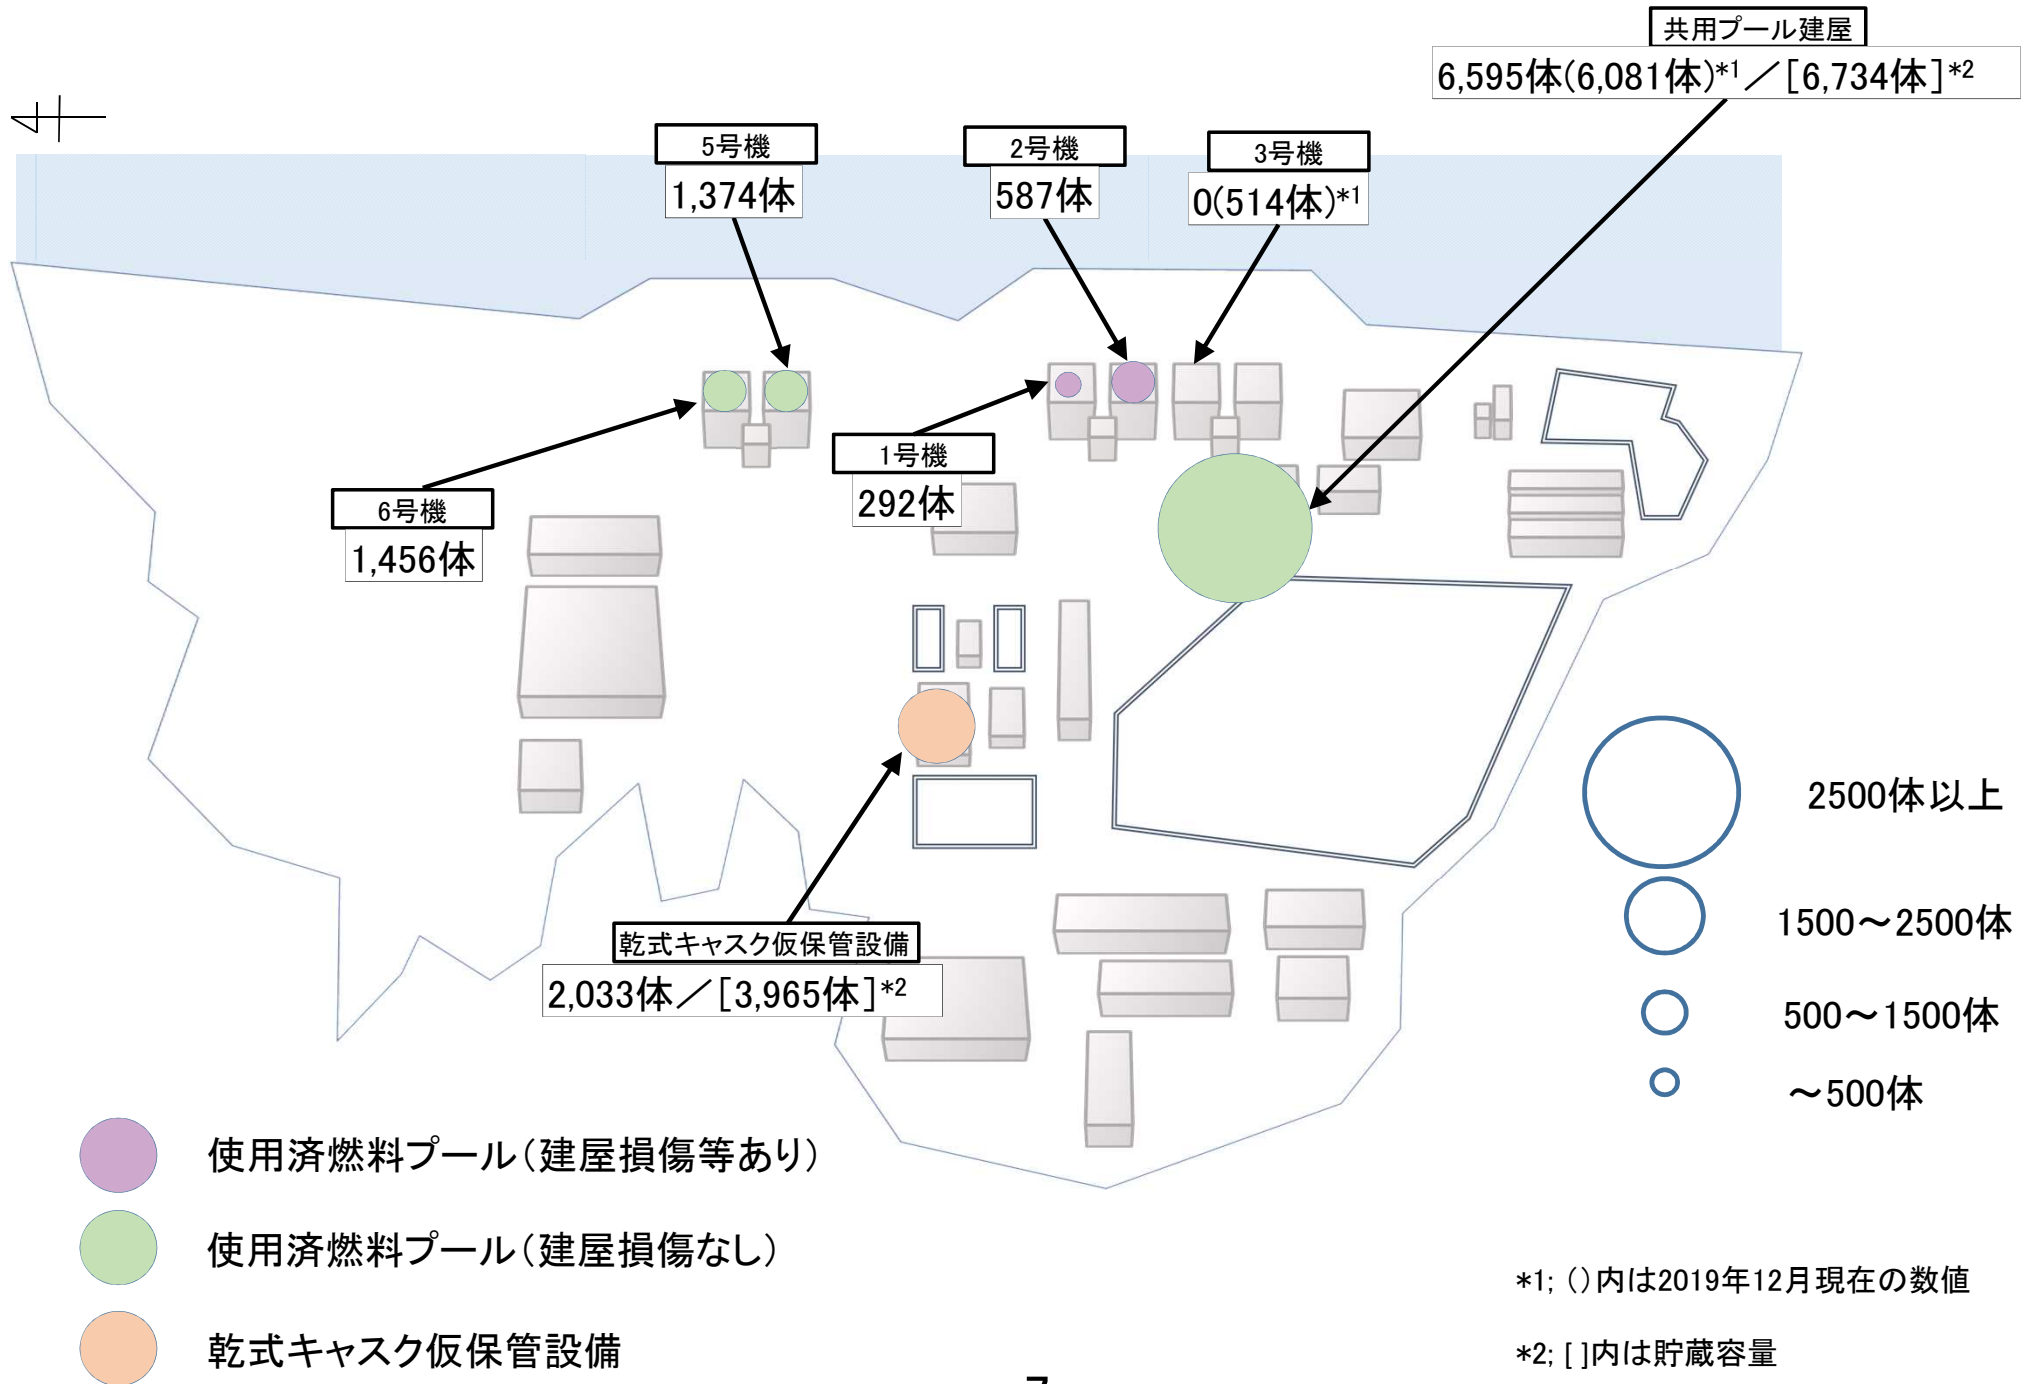 共用プール建屋
6,595体(6,081体)*1／[6,734体]*2
5号機
1,374体
2号機
587体
3号機
0(514体)*1
1号機
292体
6号機
1,456体
乾式キャスク仮保管設備
2,033体／[3,965体]*2
2500体以上
1500～2500体
500～1500体
～500体
使用済燃料プール（建屋損傷等あり）
使用済燃料プール（建屋損傷なし）
乾式キャスク仮保管設備
*1; ()内は2019年12月現在の数値
*2; [ ]内は貯蔵容量